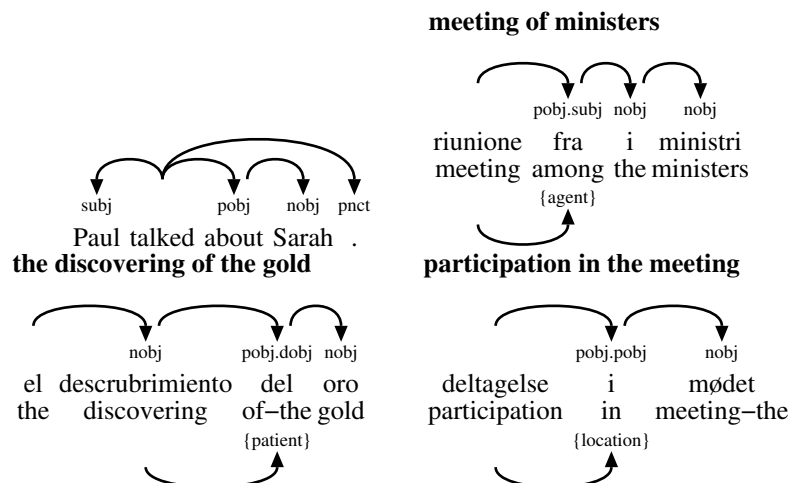 meeting of ministers
pobj.subj nobj nobj
riunione fra i ministri
meeting among the ministers
{agent}
subj pobj nobj pnct
Paul talked about Sarah .
the discovering of the gold
nobj pobj.dobj nobj
el descrubrimiento del oro
the discovering of−the gold
{patient}
participation in the meeting
pobj.pobj nobj
deltagelse i mødet
participation in meeting−the
{location}